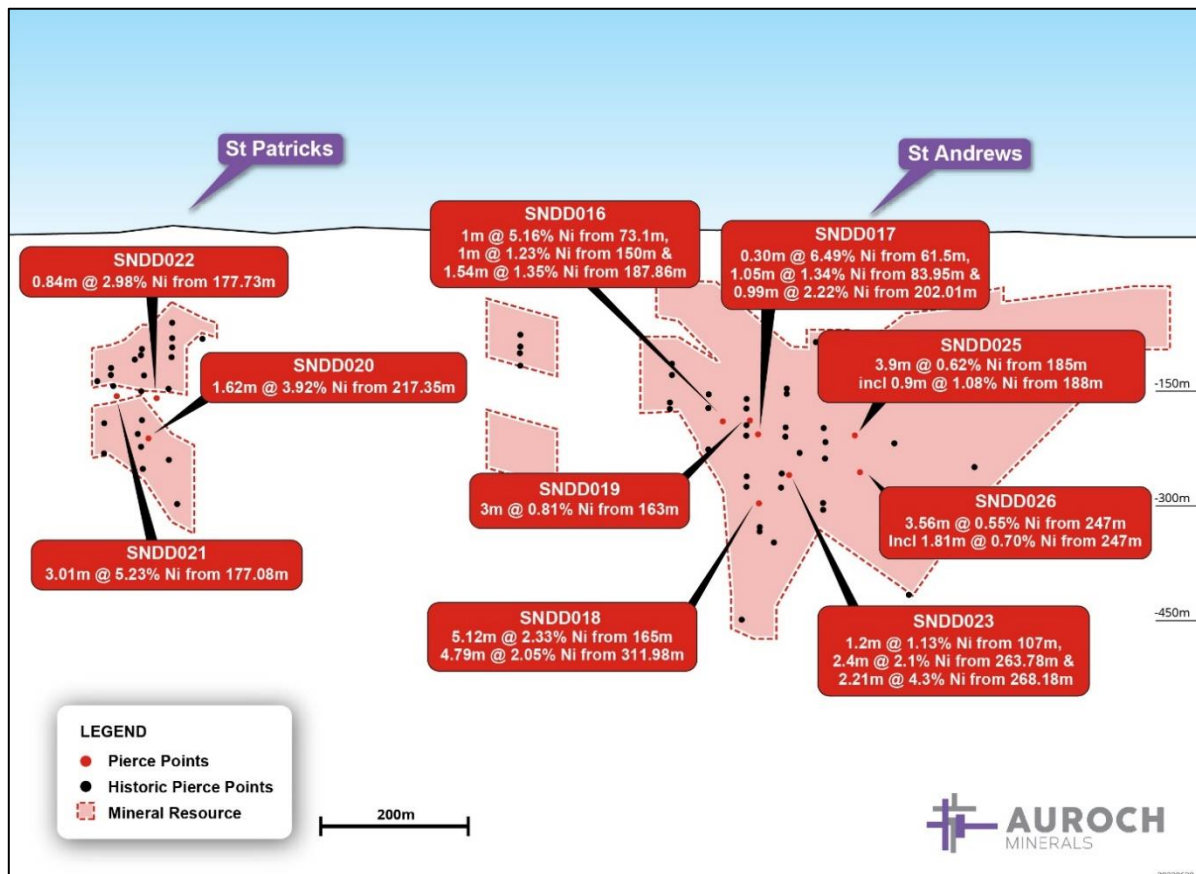 St Patricks
St Andrews
SNDD016
1m @ 5.16% Ni from 73.1m,
1m @ 1.23% Ni from 150m &
1.54m @ 1.35% Ni from 187.86m
SNDD017
0.30m @ 6.49% Ni from 61.5m,
1.05m @ 1.34% Ni from 83.95m &
0.99m @ 2.22% Ni from 202.01m
SNDD022
0.84m @ 2.98% Ni from 177.73m
SNDD020
1.62m @ 3.92% Ni from 217.35m
SNDD025
3.9m @ 0.62% Ni from 185m
incl 0.9m @ 1.08% Ni from 188m
-150m
SNDD019
3m @ 0.81% Ni from 163m
SNDD026
3.56m @ 0.55% Ni from 247m
Incl 1.81m @ 0.70% Ni from 247m
-300m
SNDD021
3.01m @ 5.23% Ni from 177.08m
SNDD018
5.12m @ 2.33% Ni from 165m
4.79m @ 2.05% Ni from 311.98m
SNDD023
1.2m @ 1.13% Ni from 107m,
2.4m @ 2.1% Ni from 263.78m &
2.21m @ 4.3% Ni from 268.18m
-450m
LEGEND
Pierce Points
Historic Pierce Points
Mineral Resource
200m
AUROCH
MINERALS